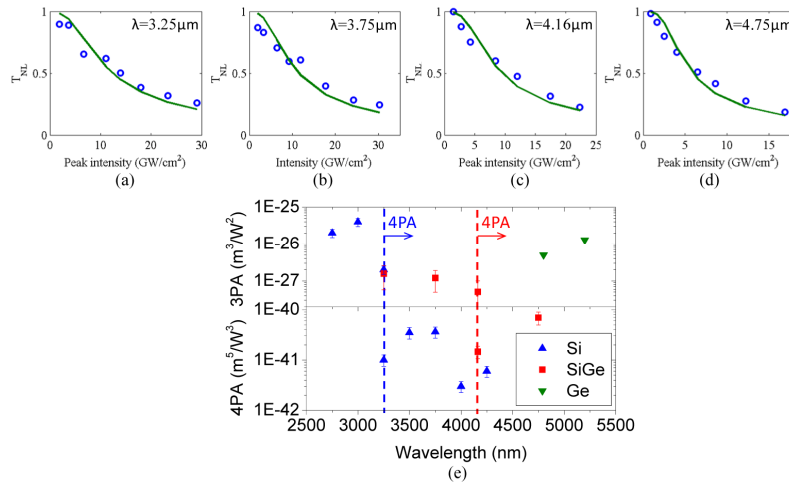 λ=3.25μm
1
0.5
0
T_NL
0 10 20 30
Peak intensity (GW/cm²)
(a)
λ=3.75μm
1
0.5
0
T_NL
0 10 20 30
Intensity (GW/cm²)
(b)
λ=4.16μm
1
0.5
0
T_NL
0 5 10 15 20 25
Peak intensity (GW/cm²)
(c)
λ=4.75μm
1
0.5
0
T_NL
0 5 10 15
Peak intensity (GW/cm²)
(d)
1E-25
1E-26
1E-27
3PA (m³/W²)
4PA
4PA
1E-40
1E-41
1E-42
4PA (m⁵/W³)
Si
SiGe
Ge
2500 3000 3500 4000 4500 5000 5500
Wavelength (nm)
(e)